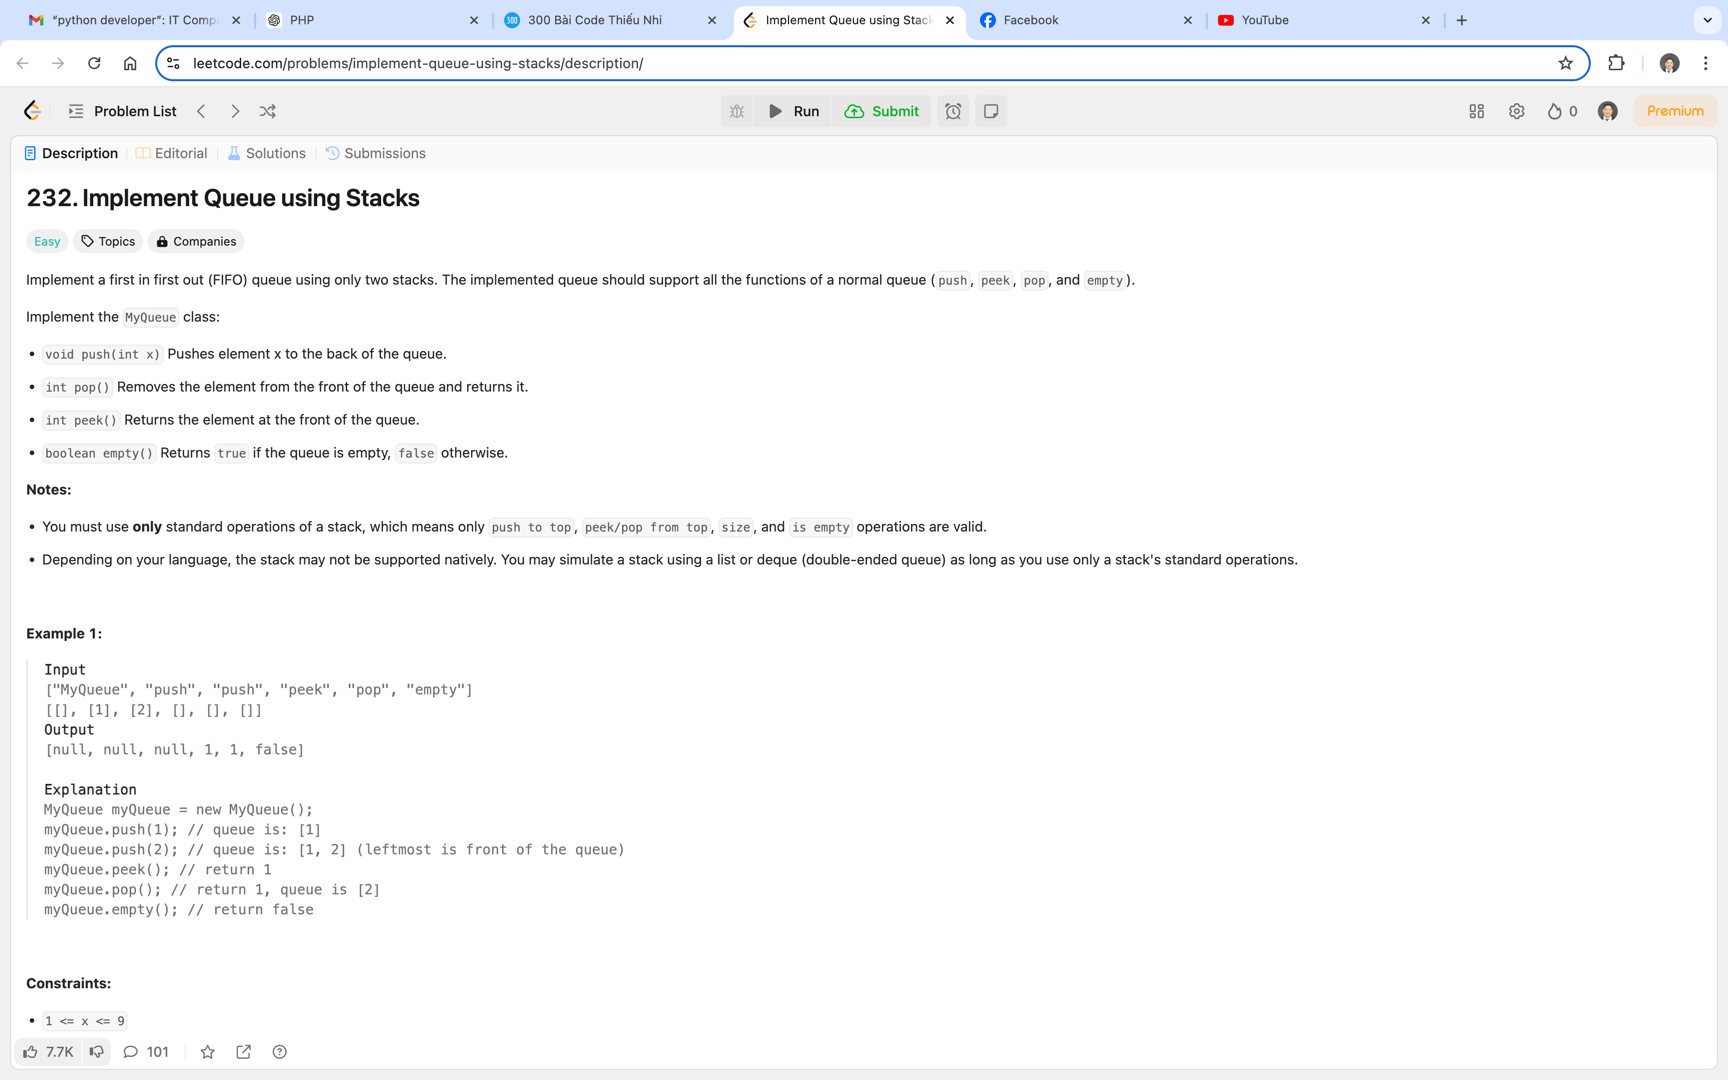 "python developer": IT Comp
PHP
300 Bài Code Thiếu Nhi
Implement Queue using Stack
Facebook
YouTube
leetcode.com/problems/implement-queue-using-stacks/description/
Problem List
Run
Submit
0
Premium
Description
Editorial
Solutions
Submissions
232. Implement Queue using Stacks
Easy
Topics
Companies
Implement a first in first out (FIFO) queue using only two stacks. The implemented queue should support all the functions of a normal queue (push, peek, pop, and empty).
Implement the MyQueue class:
• void push(int x) Pushes element x to the back of the queue.
• int pop() Removes the element from the front of the queue and returns it.
• int peek() Returns the element at the front of the queue.
• boolean empty() Returns true if the queue is empty, false otherwise.
Notes:
• You must use only standard operations of a stack, which means only push to top, peek/pop from top, size, and is empty operations are valid.
• Depending on your language, the stack may not be supported natively. You may simulate a stack using a list or deque (double-ended queue) as long as you use only a stack's standard operations.
Example 1:
Input
["MyQueue", "push", "push", "peek", "pop", "empty"]
[[], [1], [2], [], [], []]
Output
[null, null, null, 1, 1, false]
Explanation
MyQueue myQueue = new MyQueue();
myQueue.push(1); // queue is: [1]
myQueue.push(2); // queue is: [1, 2] (leftmost is front of the queue)
myQueue.peek(); // return 1
myQueue.pop(); // return 1, queue is [2]
myQueue.empty(); // return false
Constraints:
• 1 <= x <= 9
7.7K
101